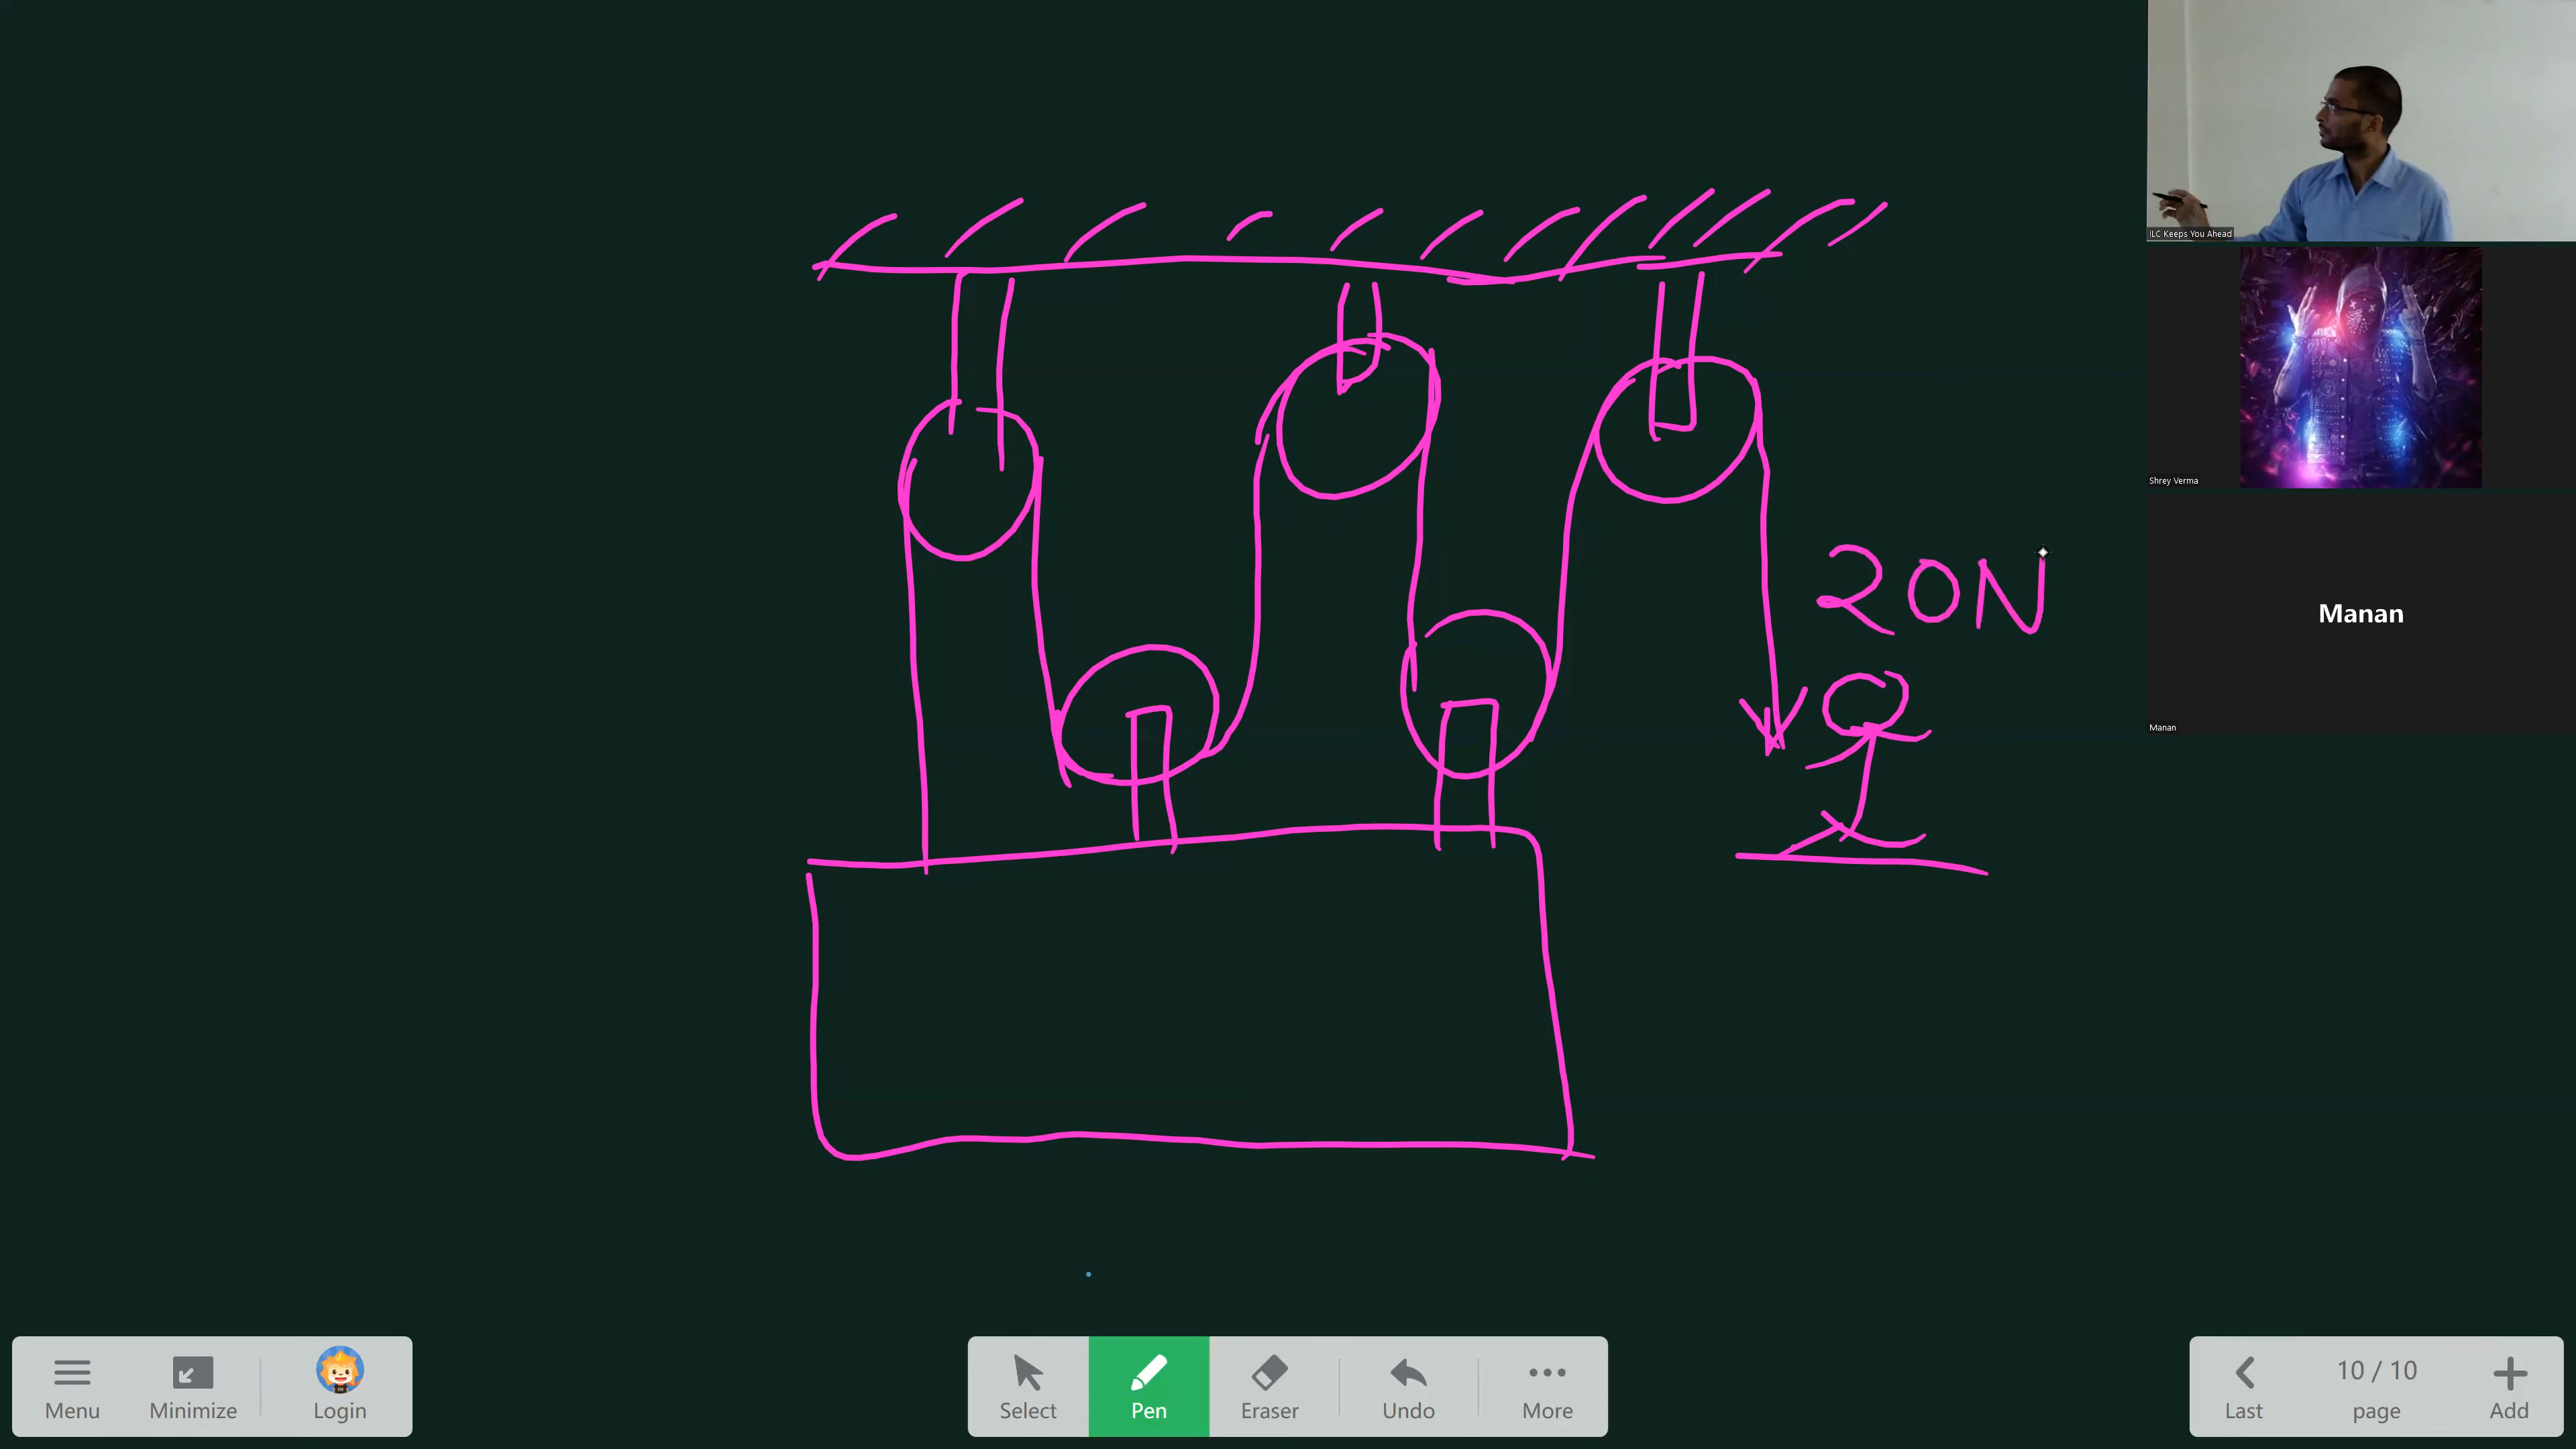 ILC Keeps You Ahead
Shrey Verma
20N
Manan
Manan
Menu
Minimize
Login
Select
Pen
Eraser
Undo
More
Last
10 / 10
page
Add